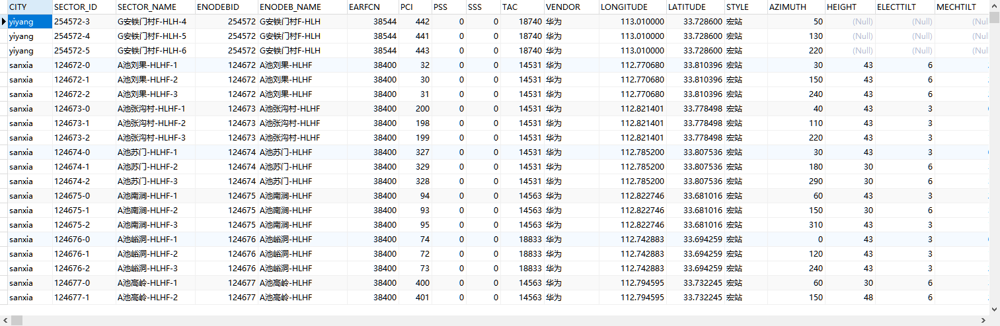 CITY SECTOR_ID SECTOR_NAME ENODEBID ENODEB_NAME EARFCN PCI PSS SSS TAC VENDOR LONGITUDE LATITUDE STYLE AZIMUTH HEIGHT ELECTTILT MECHTILT
yiyang 254572-3 G安铁门村F-HLH-4 254572 G安铁门村F-HLH 38544 442 0 0 18740 华为 113.010000 33.728600 宏站 50 (Null) (Null) (Nul
yiyang 254572-4 G安铁门村F-HLH-5 254572 G安铁门村F-HLH 38544 441 0 0 18740 华为 113.010000 33.728600 宏站 130 (Null) (Null) (Nul
yiyang 254572-5 G安铁门村F-HLH-6 254572 G安铁门村F-HLH 38544 443 0 0 18740 华为 113.010000 33.728600 宏站 220 (Null) (Null) (Nul
sanxia 124672-0 A池刘果-HLHF-1 124672 A池刘果-HLHF 38400 32 0 0 14531 华为 112.770680 33.810396 宏站 30 43 6
sanxia 124672-1 A池刘果-HLHF-2 124672 A池刘果-HLHF 38400 30 0 0 14531 华为 112.770680 33.810396 宏站 150 43 6
sanxia 124672-2 A池刘果-HLHF-3 124672 A池刘果-HLHF 38400 31 0 0 14531 华为 112.770680 33.810396 宏站 240 43 6
sanxia 124673-0 A池张沟村-HLHF-1 124673 A池张沟村-HLHF 38400 200 0 0 14531 华为 112.821401 33.778498 宏站 40 43 3
sanxia 124673-1 A池张沟村-HLHF-2 124673 A池张沟村-HLHF 38400 198 0 0 14531 华为 112.821401 33.778498 宏站 110 43 3
sanxia 124673-2 A池张沟村-HLHF-3 124673 A池张沟村-HLHF 38400 199 0 0 14531 华为 112.821401 33.778498 宏站 220 43 3
sanxia 124674-0 A池苏门-HLHF-1 124674 A池苏门-HLHF 38400 327 0 0 14531 华为 112.785200 33.807536 宏站 30 43 3
sanxia 124674-1 A池苏门-HLHF-2 124674 A池苏门-HLHF 38400 329 0 0 14531 华为 112.785200 33.807536 宏站 180 30 6
sanxia 124674-2 A池苏门-HLHF-3 124674 A池苏门-HLHF 38400 328 0 0 14531 华为 112.785200 33.807536 宏站 290 30 6
sanxia 124675-0 A池南涧-HLHF-1 124675 A池南涧-HLHF 38400 94 0 0 14563 华为 112.822746 33.681016 宏站 60 43 3
sanxia 124675-1 A池南涧-HLHF-2 124675 A池南涧-HLHF 38400 93 0 0 14563 华为 112.822746 33.681016 宏站 150 30 6
sanxia 124675-2 A池南涧-HLHF-3 124675 A池南涧-HLHF 38400 95 0 0 14563 华为 112.822746 33.681016 宏站 310 43 3
sanxia 124676-0 A池峪洞-HLHF-1 124676 A池峪洞-HLHF 38400 74 0 0 18833 华为 112.742883 33.694259 宏站 0 43 3
sanxia 124676-1 A池峪洞-HLHF-2 124676 A池峪洞-HLHF 38400 72 0 0 18833 华为 112.742883 33.694259 宏站 120 43 3
sanxia 124676-2 A池峪洞-HLHF-3 124676 A池峪洞-HLHF 38400 73 0 0 18833 华为 112.742883 33.694259 宏站 240 43 3
sanxia 124677-0 A池高岭-HLHF-1 124677 A池高岭-HLHF 38400 400 0 0 14563 华为 112.794595 33.732245 宏站 60 30 6
sanxia 124677-1 A池高岭-HLHF-2 124677 A池高岭-HLHF 38400 401 0 0 14563 华为 112.794595 33.732245 宏站 150 48 6